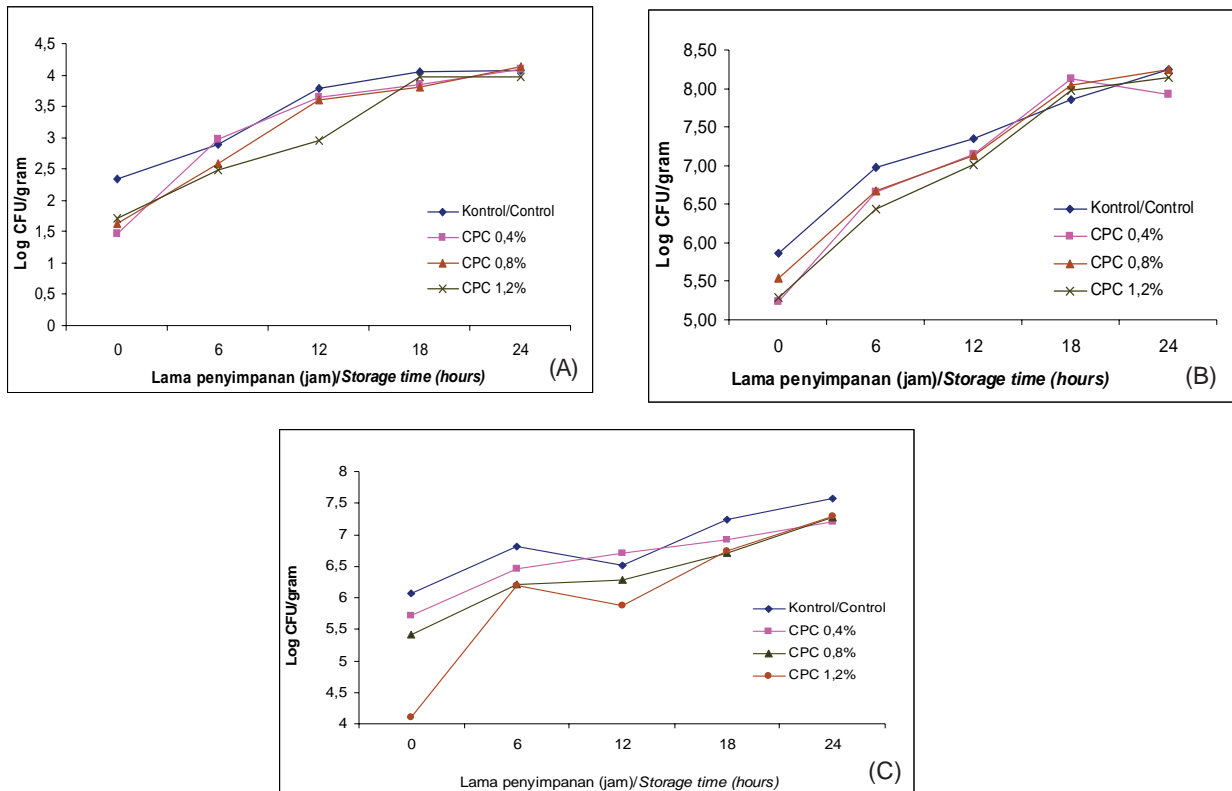 4,5
4
3,5
3
2,5
2
1,5
1
0,5
0
Log CFU/gram
Kontrol/Control
CPC 0,4%
CPC 0,8%
CPC 1,2%
0 6 12 18 24
Lama penyimpanan (jam)/Storage time (hours)
(A)
8,50
8,00
7,50
7,00
6,50
6,00
5,50
5,00
Log CFU/gram
Kontrol/Control
CPC 0,4%
CPC 0,8%
CPC 1,2%
0 6 12 18 24
Lama penyimpanan (jam)/Storage time (hours)
(B)
8
7,5
7
6,5
6
5,5
5
4,5
4
Log CFU/gram
Kontrol/Control
CPC 0,4%
CPC 0,8%
CPC 1,2%
0 6 12 18 24
Lama penyimpanan (jam)/Storage time (hours)
(C)